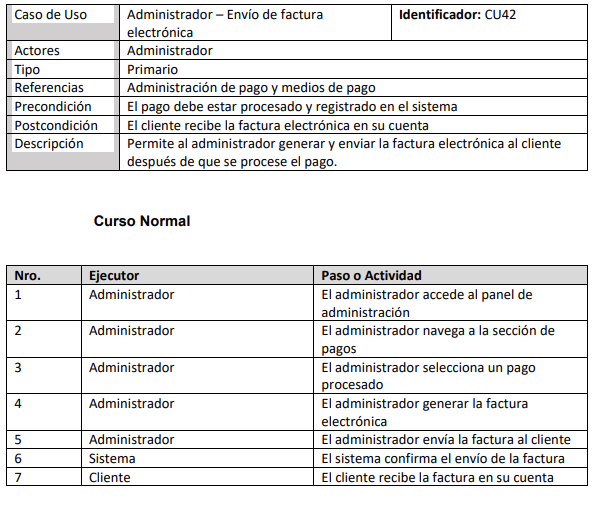 Caso de Uso Administrador – Envío de factura Identificador: CU42
electrónica
Actores Administrador
Tipo Primario
Referencias Administración de pago y medios de pago
Precondición El pago debe estar procesado y registrado en el sistema
Postcondición El cliente recibe la factura electrónica en su cuenta
Descripción Permite al administrador generar y enviar la factura electrónica al cliente
después de que se procese el pago.
Curso Normal
Nro. Ejecutor Paso o Actividad
1 Administrador El administrador accede al panel de
administración
2 Administrador El administrador navega a la sección de
pagos
3 Administrador El administrador selecciona un pago
procesado
4 Administrador El administrador generar la factura
electrónica
5 Administrador El administrador envía la factura al cliente
6 Sistema El sistema confirma el envío de la factura
7 Cliente El cliente recibe la factura en su cuenta